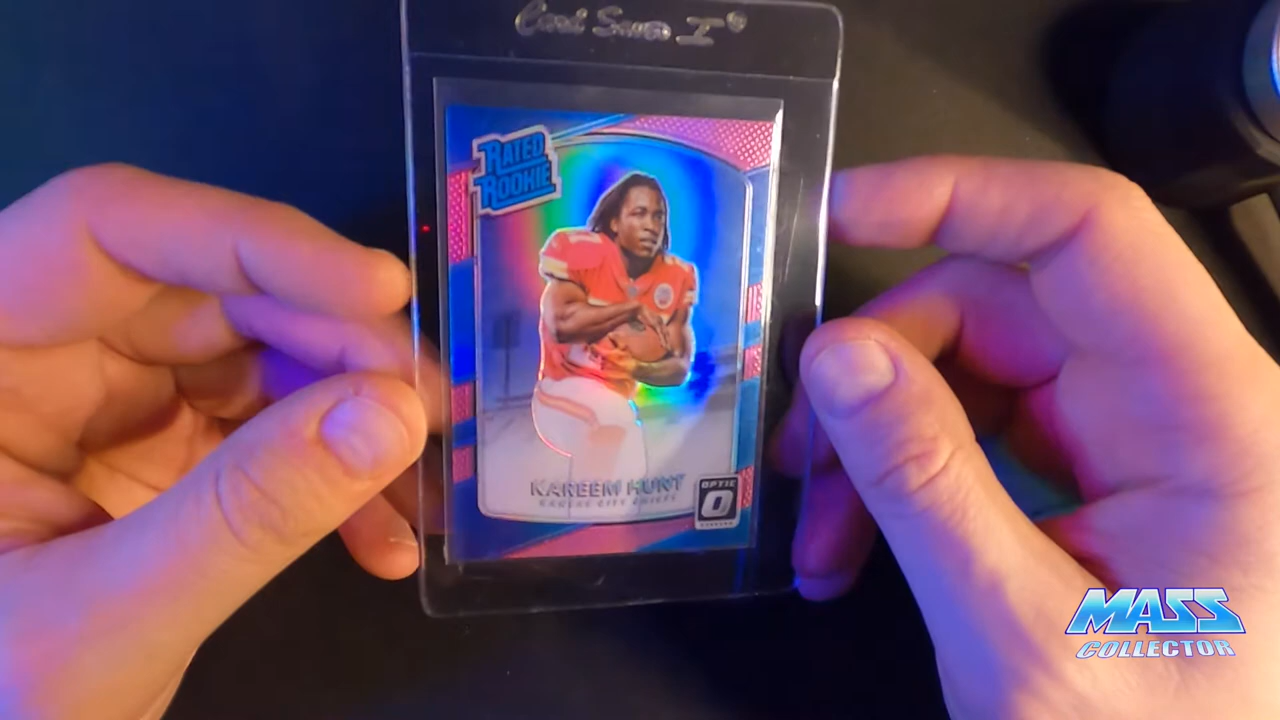 Card Saver I®
RATED
ROOKIE
KAREEM HUNT
KANSAS CITY CHIEFS
OPTIC
MASS
COLLECTOR